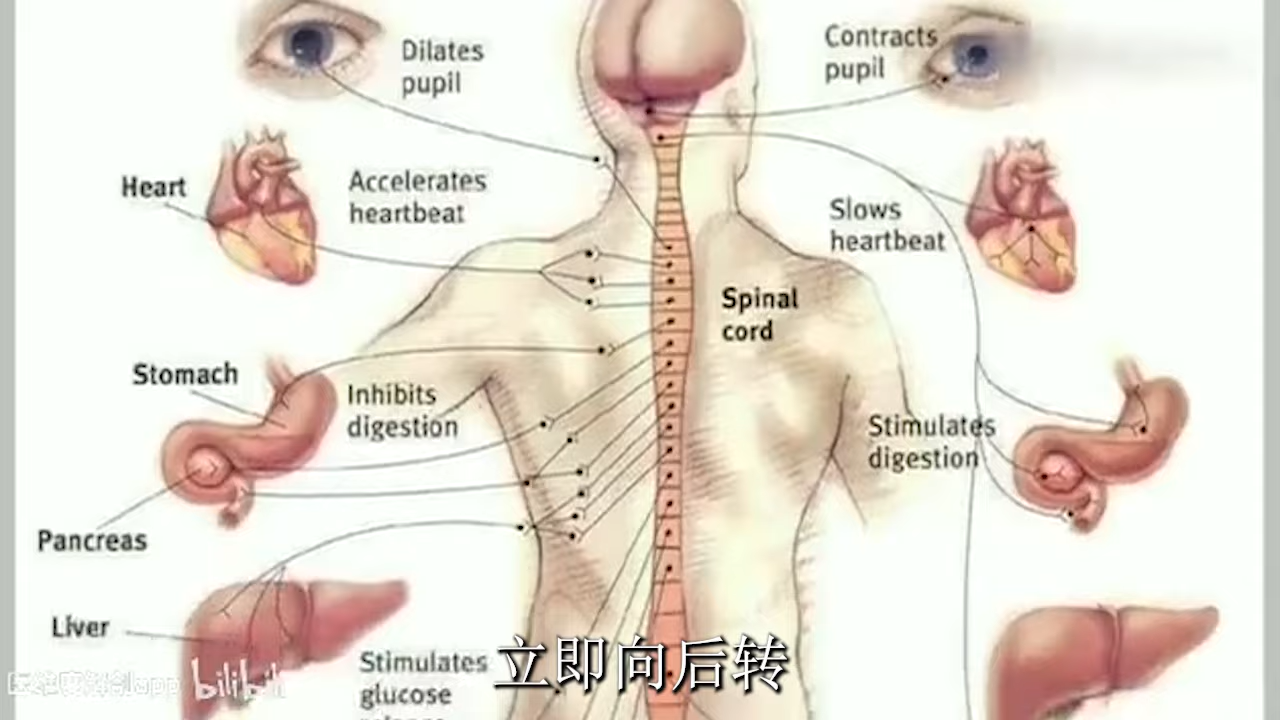 Dilates
pupil
Contracts
pupil
Heart
Accelerates
heartbeat
Slows
heartbeat
Spinal
cord
Stomach
Inhibits
digestion
Stimulates
digestion
Pancreas
Liver
Stimulates
glucose
立即向后转
bilibili